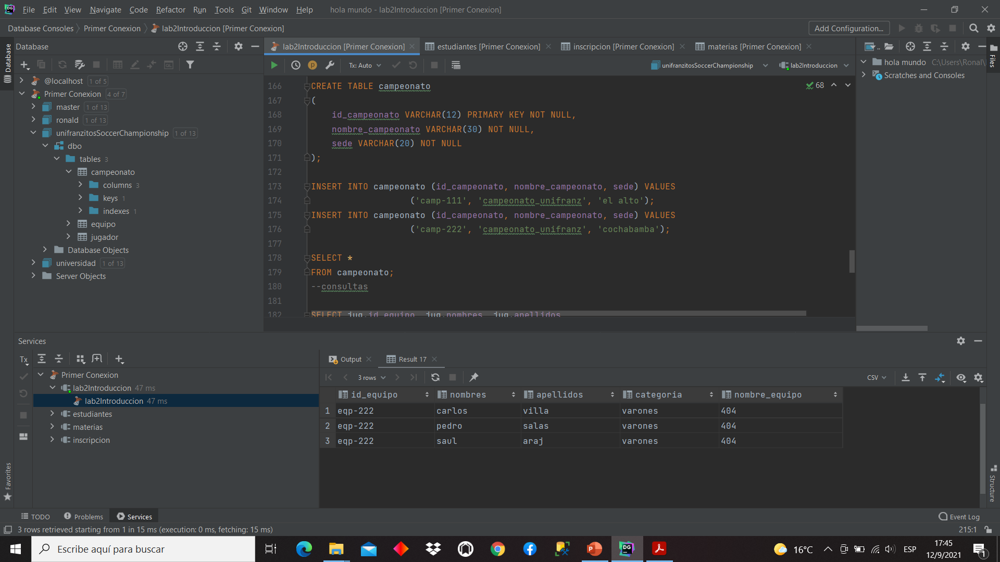 DG File Edit View Navigate Code Refactor Run Tools Git Window Help hola mundo - lab2Introduccion [Primer Conexion]
Database Consoles Primer Conexion lab2Introduccion [Primer Conexion] Add Configuration...
Database
lab2Introduccion [Primer Conexion] estudiantes [Primer Conexion] inscripcion [Primer Conexion] materias [Primer Conexion]
Database
Tx: Auto unifranzitosSoccerChampionship lab2Introduccion
Files
hola mundo C:\Users\Ronal\
Scratches and Consoles
@localhost 1 of 5
Primer Conexion 4 of 7
master 1 of 13
ronald 1 of 13
unifranzitosSoccerChampionship 1 of 13
dbo
tables 3
campeonato
columns 3
keys 1
indexes 1
equipo
jugador
Database Objects
universidad 1 of 13
Server Objects
68
166 CREATE TABLE campeonato
167 (
168 id_campeonato VARCHAR(12) PRIMARY KEY NOT NULL,
169 nombre_campeonato VARCHAR(30) NOT NULL,
170 sede VARCHAR(20) NOT NULL
171 );
172
173 INSERT INTO campeonato (id_campeonato, nombre_campeonato, sede) VALUES
174 ('camp-111', 'campeonato_unifranz', 'el alto');
175 INSERT INTO campeonato (id_campeonato, nombre_campeonato, sede) VALUES
176 ('camp-222', 'campeonato_unifranz', 'cochabamba');
177
178 SELECT *
179 FROM campeonato;
180 --consultas
181
182 SELECT jug.id_equipo, jug.nombres, jug.apellidos
Services
Tx
Primer Conexion
lab2Introduccion 47 ms
lab2Introduccion 47 ms
estudiantes
materias
inscripcion
Output Result 17
3 rows CSV
id_equipo nombres apellidos categoria nombre_equipo
1 eqp-222 carlos villa varones 404
2 eqp-222 pedro salas varones 404
3 eqp-222 saul araj varones 404
Favorites
Structure
TODO Problems Services Event Log
3 rows retrieved starting from 1 in 15 ms (execution: 0 ms, fetching: 15 ms) 215:1
Escribe aquí para buscar
DG
16°C ESP
17:45
12/9/2021
1